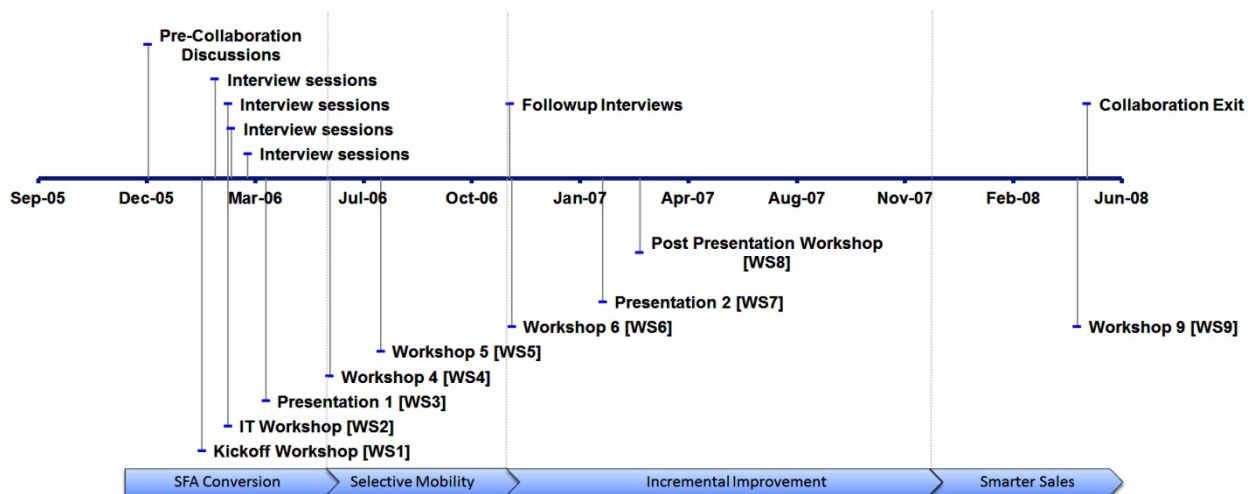 Pre-Collaboration
Discussions
Interview sessions
Interview sessions
Followup Interviews
Collaboration Exit
Interview sessions
Interview sessions
Sep-05 Dec-05 Mar-06 Jul-06 Oct-06 Jan-07 Apr-07 Aug-07 Nov-07 Feb-08 Jun-08
Post Presentation Workshop
[WS8]
Presentation 2 [WS7]
Workshop 6 [WS6]
Workshop 9 [WS9]
Workshop 5 [WS5]
Workshop 4 [WS4]
Presentation 1 [WS3]
IT Workshop [WS2]
Kickoff Workshop [WS1]
SFA Conversion
Selective Mobility
Incremental Improvement
Smarter Sales